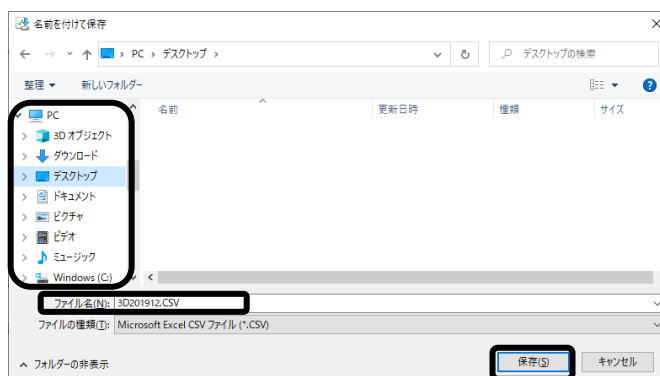 名前を付けて保存
PC › デスクトップ ›
デスクトップの検索
整理 新しいフォルダー
名前 更新日時 種類 サイズ
PC
3D オブジェクト
ダウンロード
デスクトップ
ドキュメント
ピクチャ
ビデオ
ミュージック
Windows (C:)
ファイル名(N): 3D201912.CSV
ファイルの種類(T): Microsoft Excel CSV ファイル (*.CSV)
フォルダーの非表示
保存(S) キャンセル